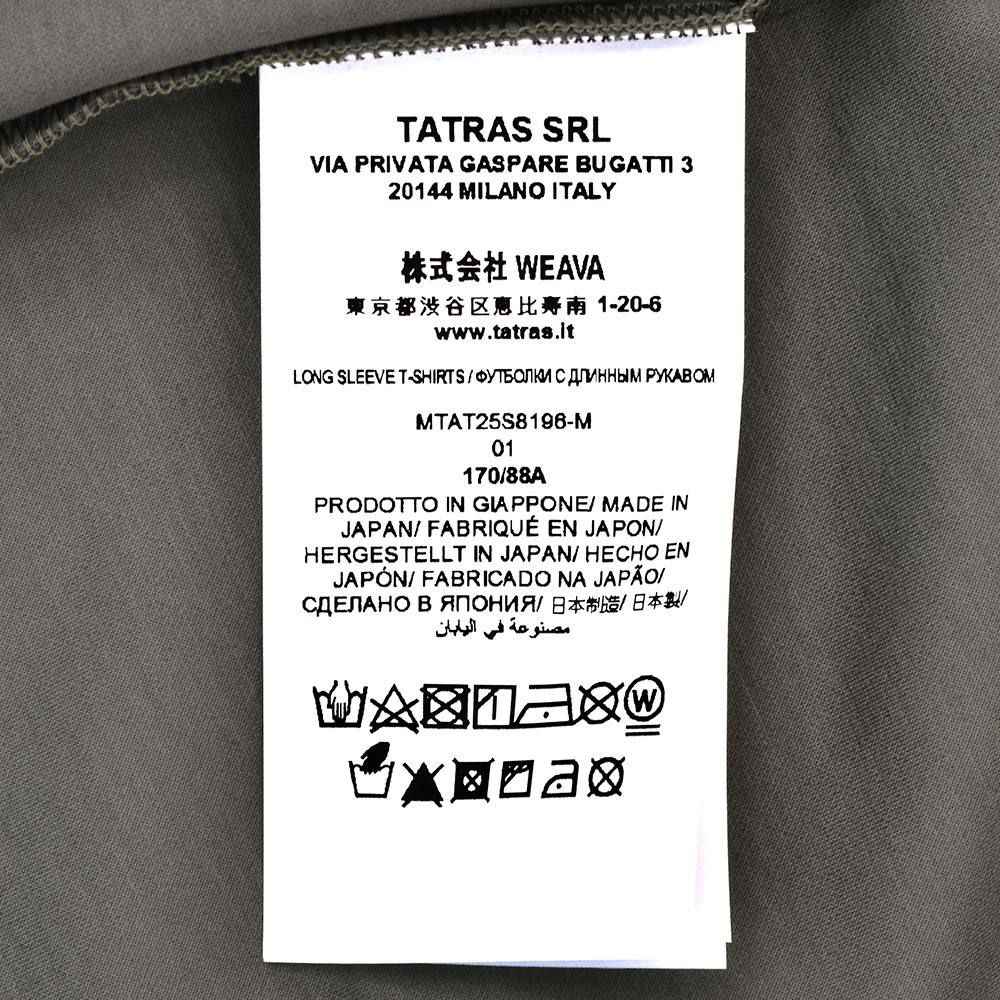 TATRAS SRL
VIA PRIVATA GASPARE BUGATTI 3
20144 MILANO ITALY
株式会社 WEAVA
東京都渋谷区恵比寿南 1-20-6
www.tatras.it
LONG SLEEVE T-SHIRTS / ФУТБОЛКИ С ДЛИННЫМ РУКАВОМ
MTAT25S8196-M
01
170/88A
PRODOTTO IN GIAPPONE/ MADE IN
JAPAN/ FABRIQUÉ EN JAPON/
HERGESTELLT IN JAPAN/ HECHO EN
JAPÓN/ FABRICADO NA JAPÃO/
СДЕЛАНО В ЯПОНИЯ/ 日本制造/ 日本製/
مصنوعة في اليابان
W